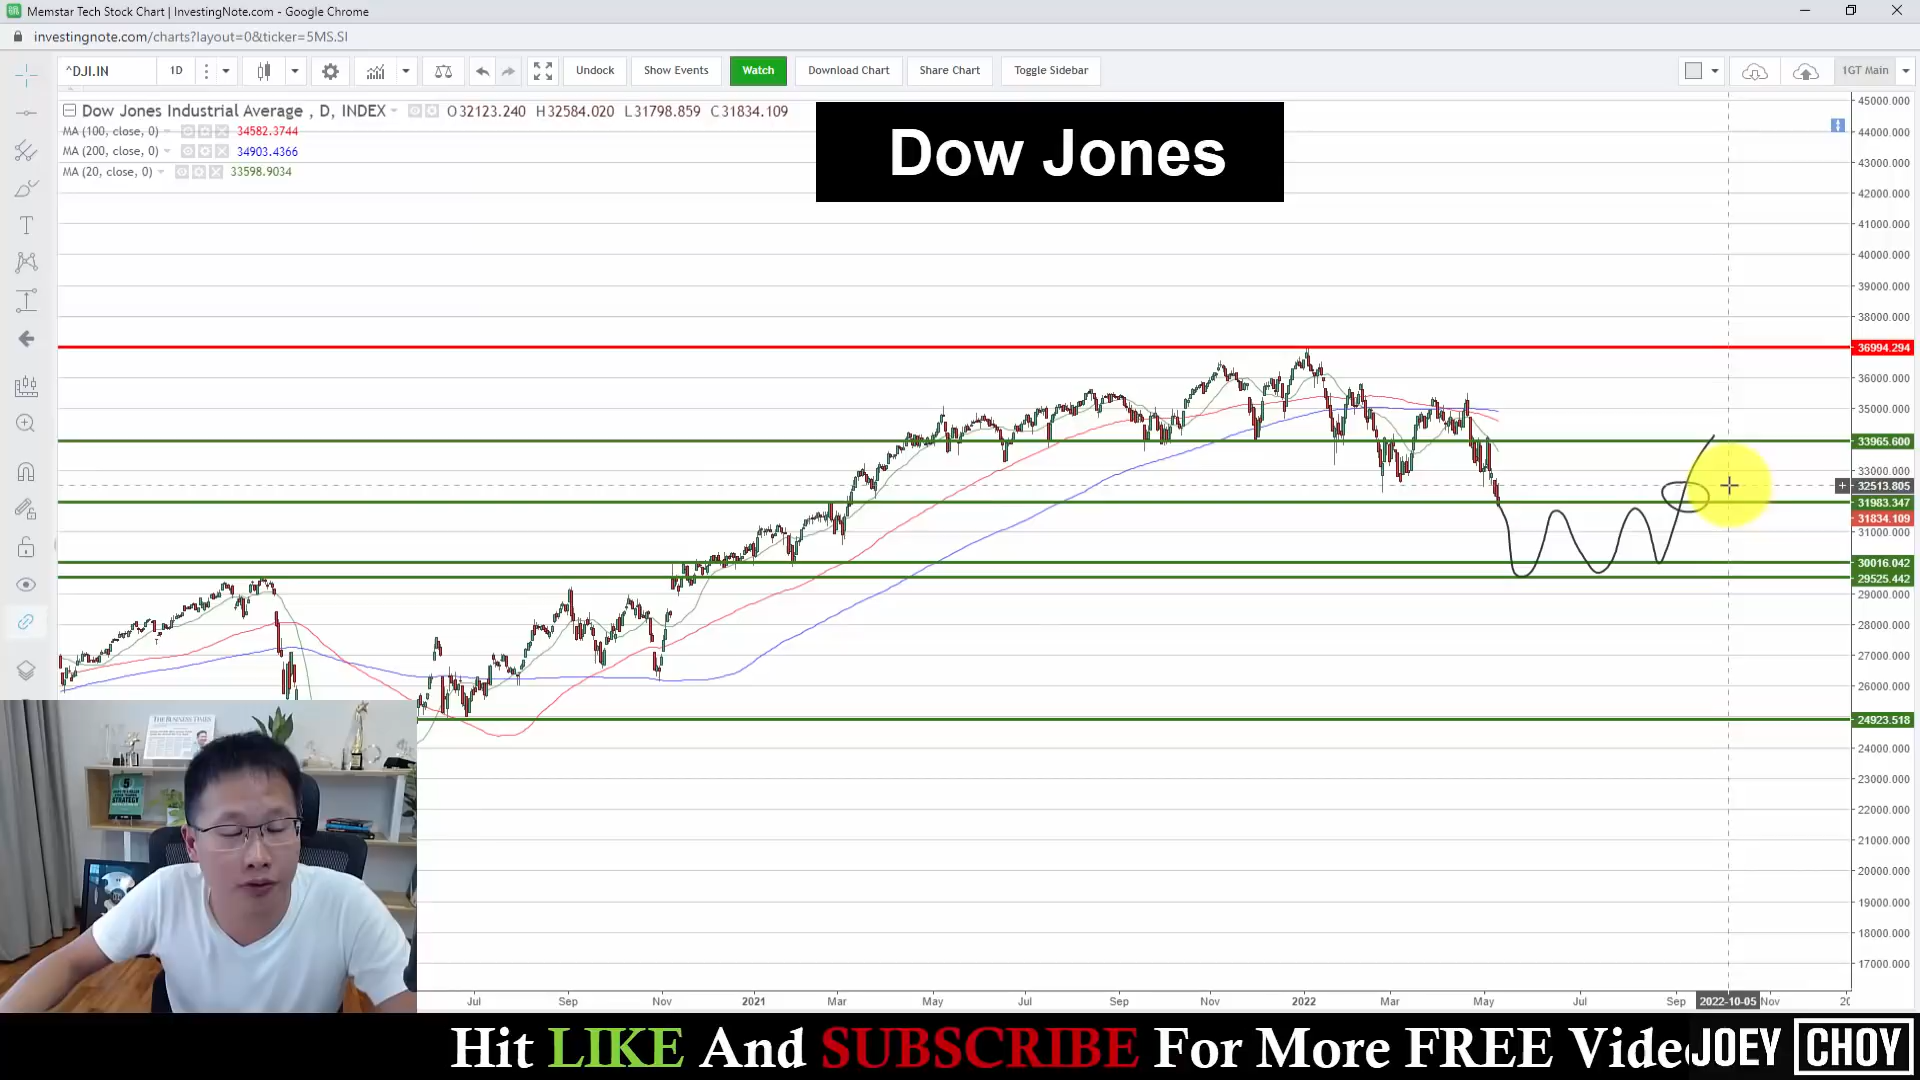 Memstar Tech Stock Chart | InvestingNote.com - Google Chrome
investingnote.com/charts?layout=0&ticker=5MS.SI
^DJI.IN 1D Undock Show Events Watch Download Chart Share Chart Toggle Sidebar 1GT Main
Dow Jones Industrial Average , D, INDEX O32123.240 H32584.020 L31798.859 C31834.109
MA (100, close, 0) 34582.3744
MA (200, close, 0) 34903.4366
MA (20, close, 0) 33598.9034
Dow Jones
45000.000
44000.000
43000.000
42000.000
41000.000
40000.000
39000.000
38000.000
36994.294
36000.000
35000.000
33965.600
33000.000
32513.805
31983.347
31834.109
31000.000
30016.042
29525.442
29000.000
28000.000
27000.000
26000.000
24923.518
24000.000
23000.000
22000.000
21000.000
20000.000
19000.000
18000.000
17000.000
THE BUSINESS TIMES
5
STRATEGY
Jul Sep Nov 2021 Mar May Jul Sep Nov 2022 Mar May Jul Sep 2022-10-05 Nov
Hit LIKE And SUBSCRIBE For More FREE Vide
JOEY CHOY